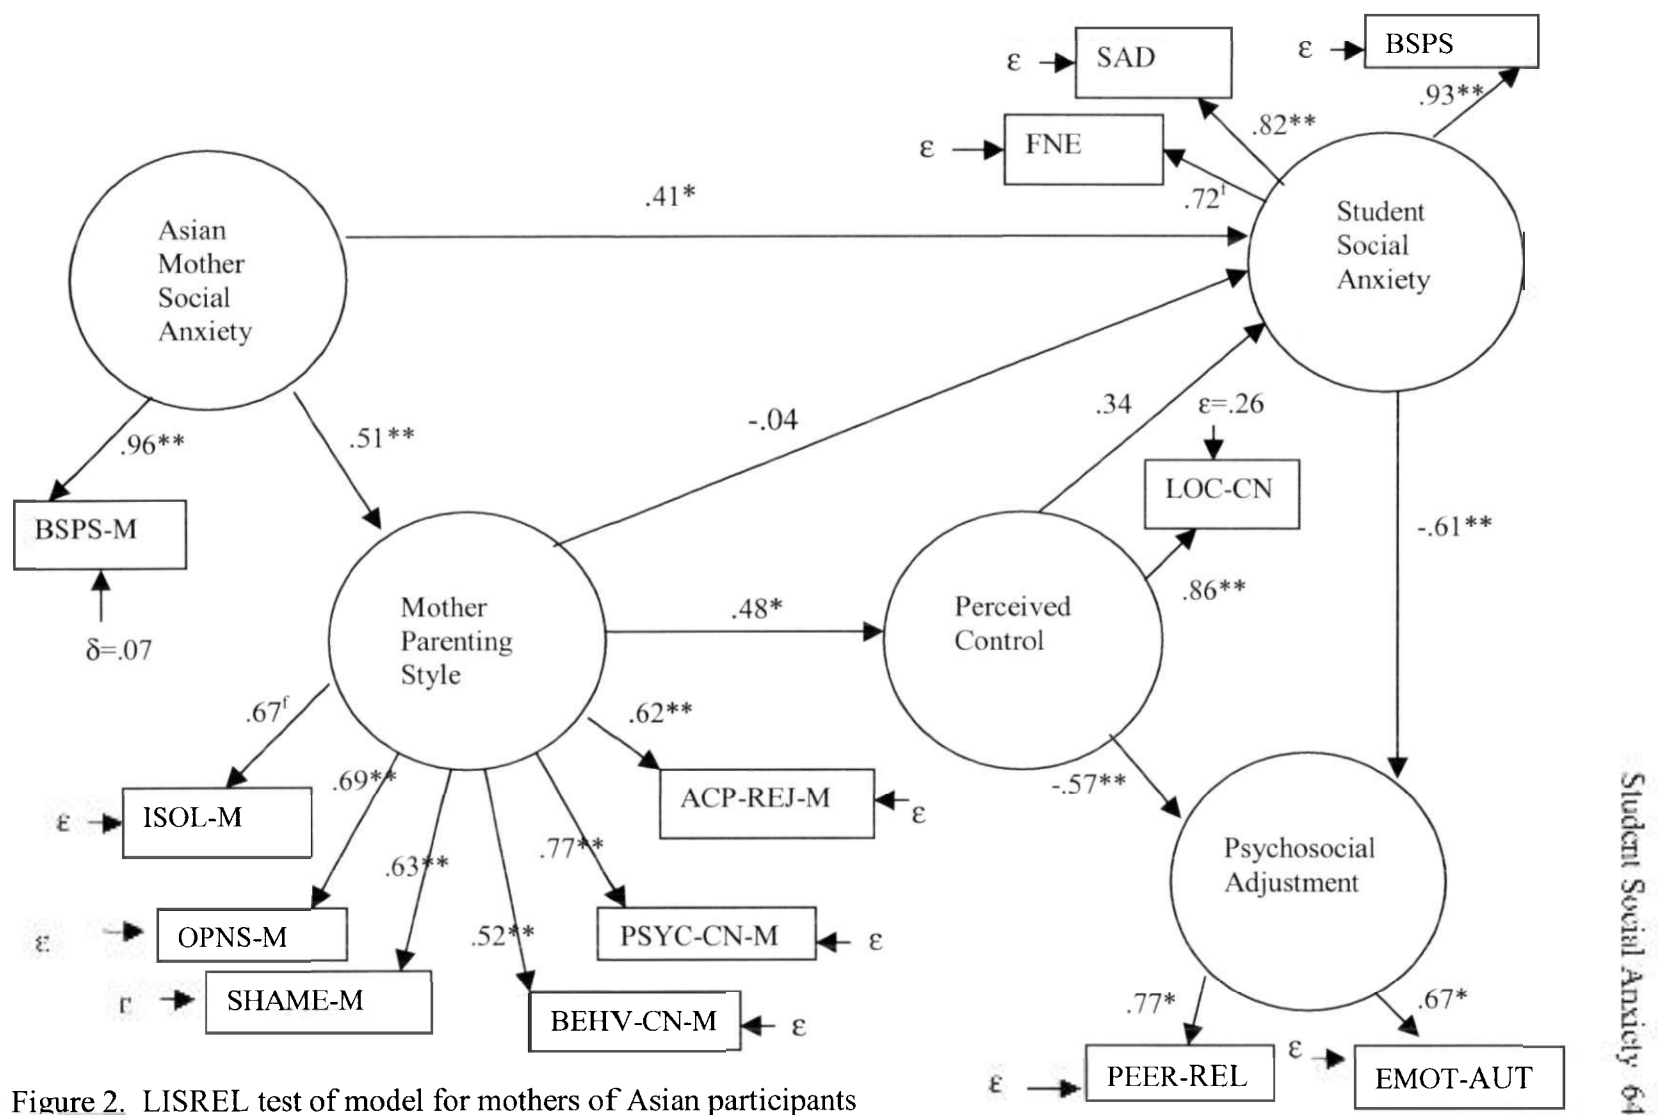 ε
SAD
ε
BSPS
.93**
.82**
ε
FNE
.72f
.41*
Asian
Mother
Social
Anxiety
Student
Social
Anxiety
.96**
.51**
-.04
.34
ε=.26
LOC-CN
BSPS-M
-.61**
δ=.07
Mother
Parenting
Style
.48*
Perceived
Control
.86**
.67f
.62**
.69**
-.57**
ACP-REJ-M
ε
ε
ISOL-M
.77**
.63**
Psychosocial
Adjustment
.52**
ε
OPNS-M
PSYC-CN-M
ε
SHAME-M
BEHV-CN-M
ε
.77*
.67*
ε
PEER-REL
ε
EMOT-AUT
Figure 2. LISREL test of model for mothers of Asian participants
Student Social Anxiety 64